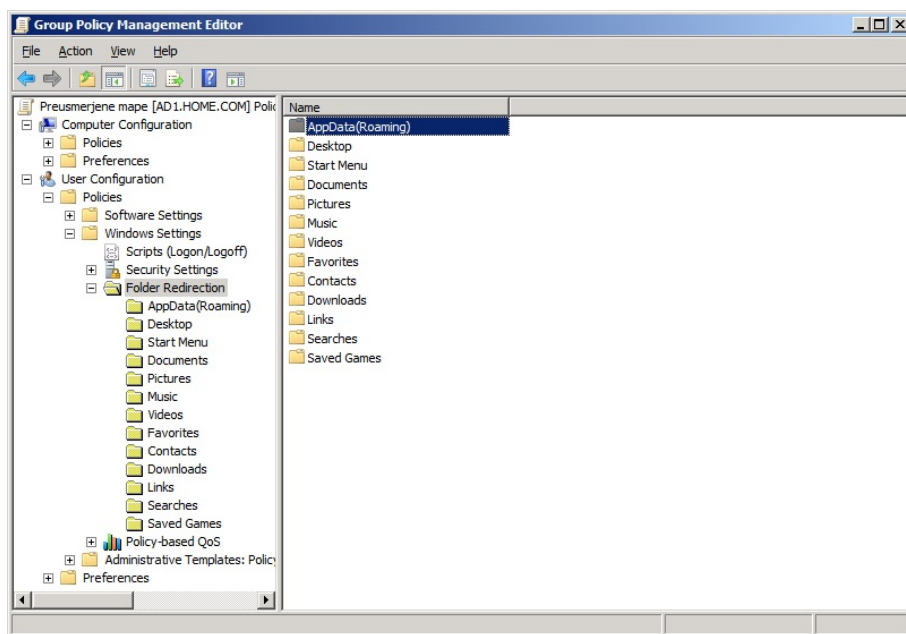 Group Policy Management Editor
File Action View Help
Preusmerjene mape [AD1.HOME.COM] Polic
Computer Configuration
Policies
Preferences
User Configuration
Policies
Software Settings
Windows Settings
Scripts (Logon/Logoff)
Security Settings
Folder Redirection
AppData(Roaming)
Desktop
Start Menu
Documents
Pictures
Music
Videos
Favorites
Contacts
Downloads
Links
Searches
Saved Games
Policy-based QoS
Administrative Templates: Policy
Preferences
Name
AppData(Roaming)
Desktop
Start Menu
Documents
Pictures
Music
Videos
Favorites
Contacts
Downloads
Links
Searches
Saved Games